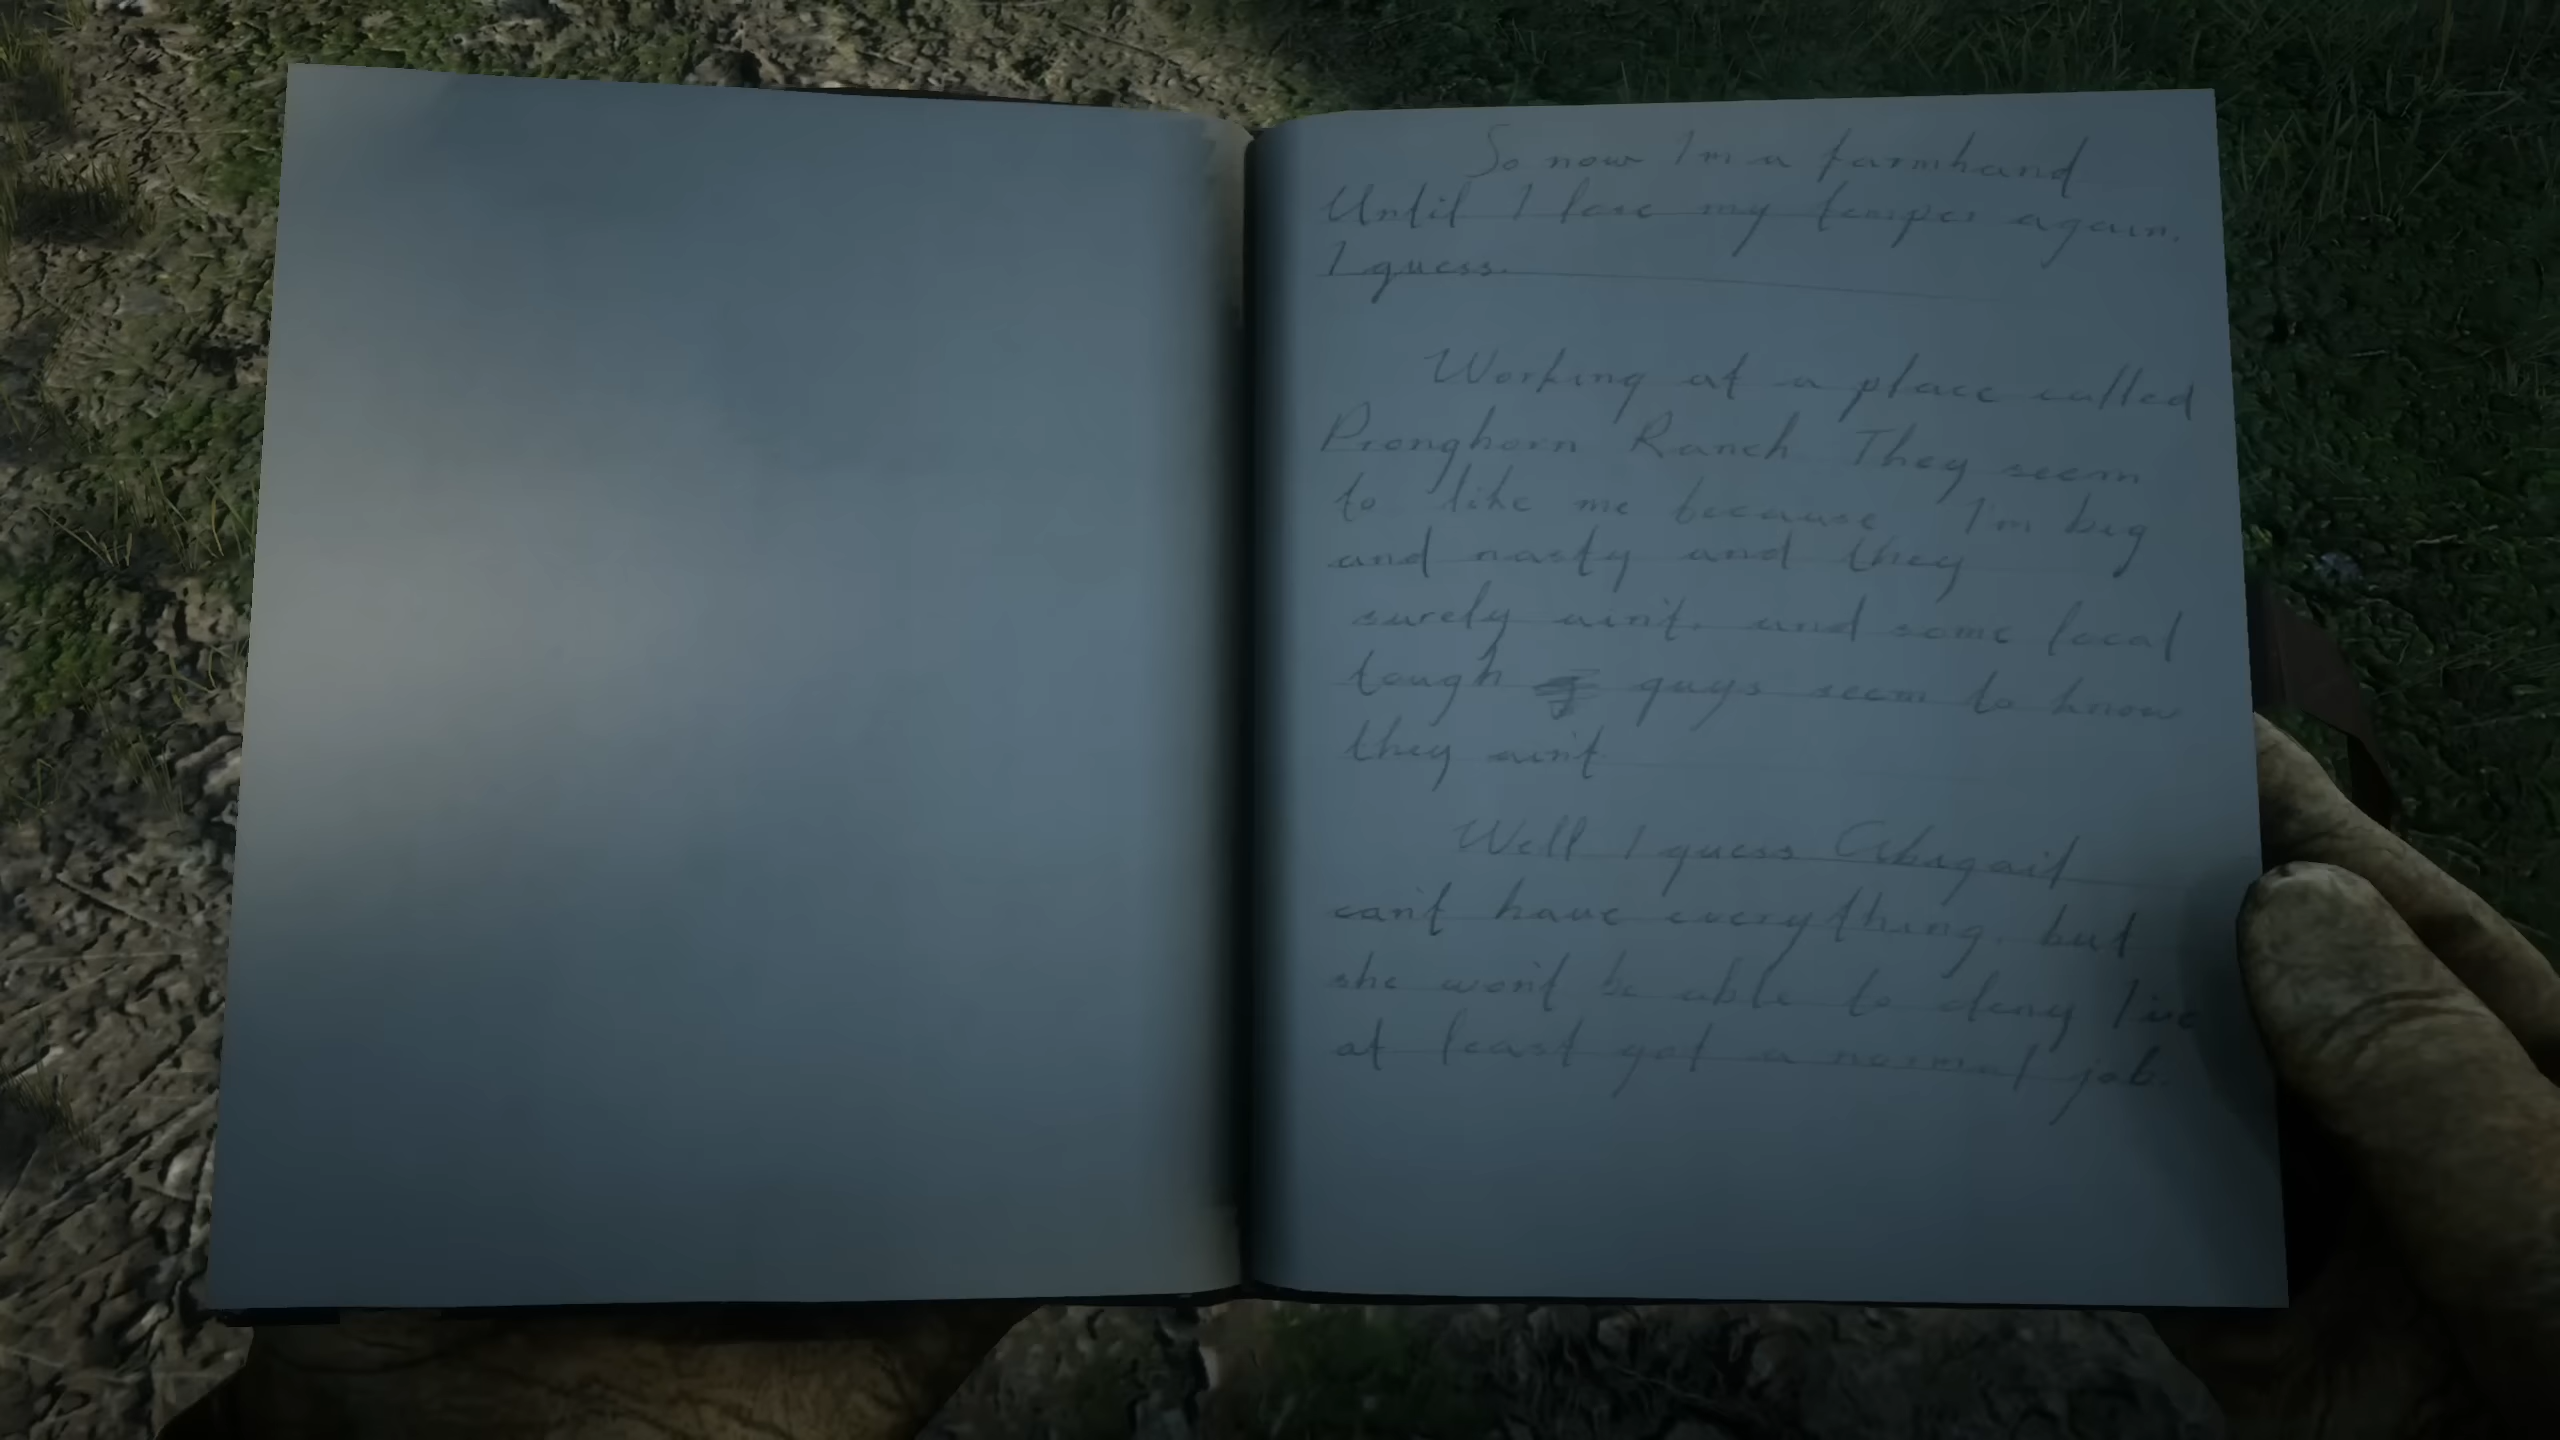 So now I'm a farmhand
Until I lose my temper again.
I guess.
Working at a place called
Pronghorn Ranch They seem
to like me because I'm big
and nasty and they
surely ain't, and some local
tough guys seem to know
they ain't
Well I guess Abigail
can't have everything, but
she won't be able to deny I've
at least got a normal job.